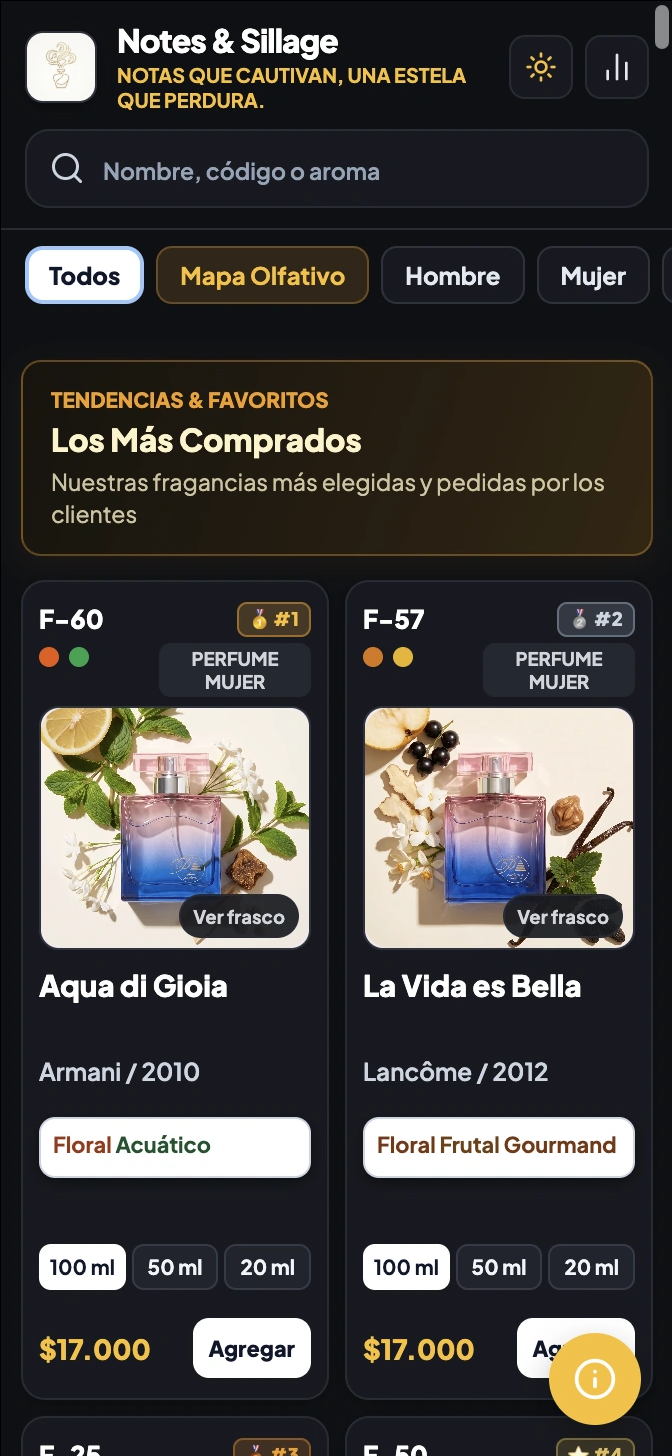 Notes & Sillage
NOTAS QUE CAUTIVAN, UNA ESTELA
QUE PERDURA.
Nombre, código o aroma
Todos
Mapa Olfativo
Hombre
Mujer
TENDENCIAS & FAVORITOS
Los Más Comprados
Nuestras fragancias más elegidas y pedidas por los
clientes
F-60
#1
PERFUME
MUJER
Ver frasco
Aqua di Gioia
Armani / 2010
Floral Acuático
100 ml
50 ml
20 ml
$17.000
Agregar
F-57
#2
PERFUME
MUJER
Ver frasco
La Vida es Bella
Lancôme / 2012
Floral Frutal Gourmand
100 ml
50 ml
20 ml
$17.000
F-25
#3
F-50
#4